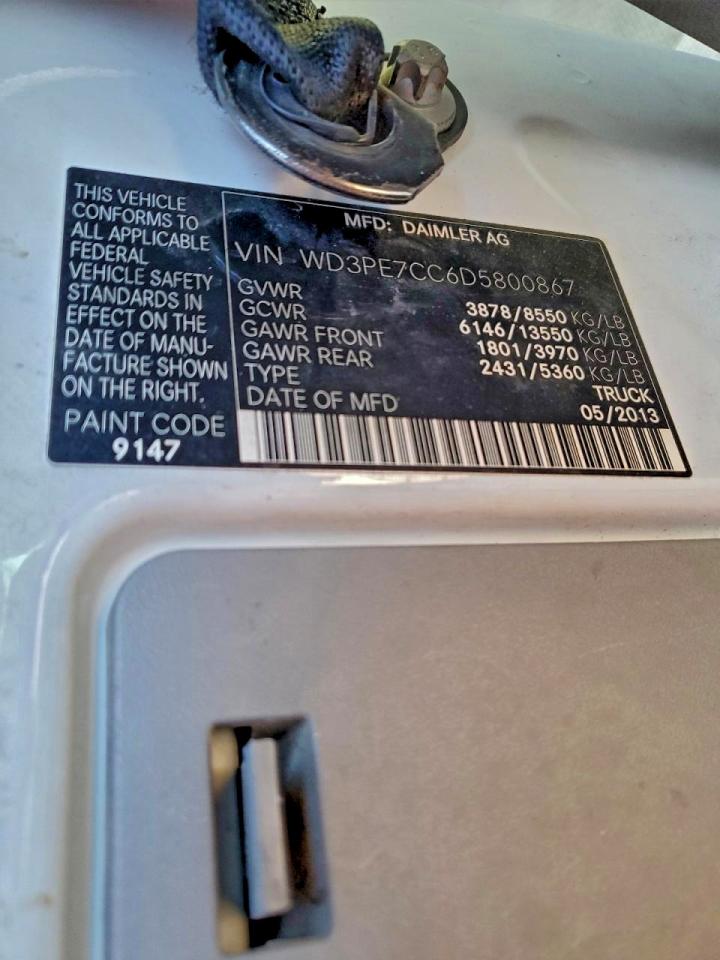 THIS VEHICLE
CONFORMS TO
ALL APPLICABLE
FEDERAL
VEHICLE SAFETY
STANDARDS IN
EFFECT ON THE
DATE OF MANU-
FACTURE SHOWN
ON THE RIGHT.
PAINT CODE
9147
MFD: DAIMLER AG
VIN WD3PE7CC6D5800867
GVWR 3878/8550 KG/LB
GCWR 6146/13550 KG/LB
GAWR FRONT 1801/3970 KG/LB
GAWR REAR 2431/5360 KG/LB
TYPE TRUCK
DATE OF MFD 05/2013